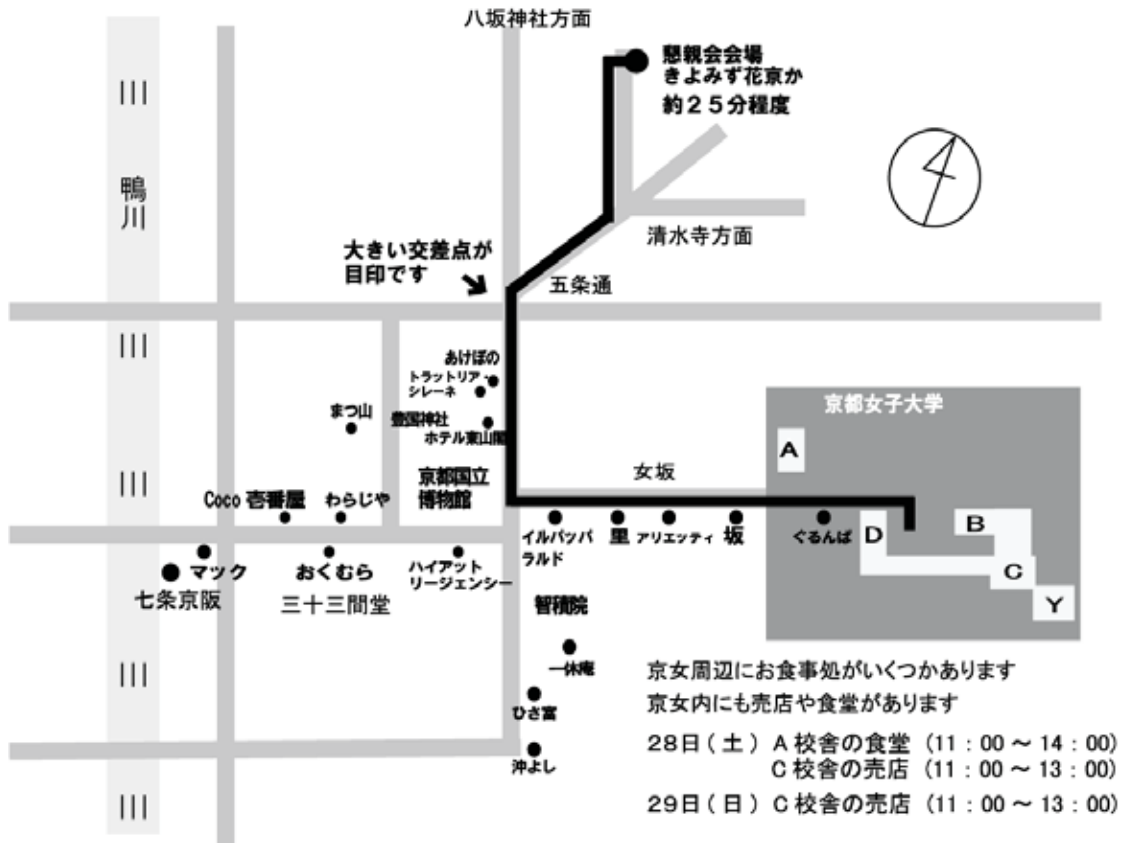 八坂神社方面
懇親会会場
きよみず花京か
約２５分程度
鴨川
清水寺方面
大きい交差点が
目印です
五条通
あけぼの
トラットリア・
シレーネ
まつ山
豊国神社
ホテル東山閣
京都国立
博物館
京都女子大学
A
女坂
Coco 壱番屋
わらじや
イルパッパ
ラルド
里
アリエッティ
坂
ぐるんぱ
D
B
C
Y
マック
七条京阪
おくむら
三十三間堂
ハイアット
リージェンシー
智積院
一休庵
ひさ富
沖よし
京女周辺にお食事処がいくつかあります
京女内にも売店や食堂があります
28日(土) A 校舎の食堂 (11：00 ～ 14：00)
C 校舎の売店 (11：00 ～ 13：00)
29日(日) C 校舎の売店 (11：00 ～ 13：00)